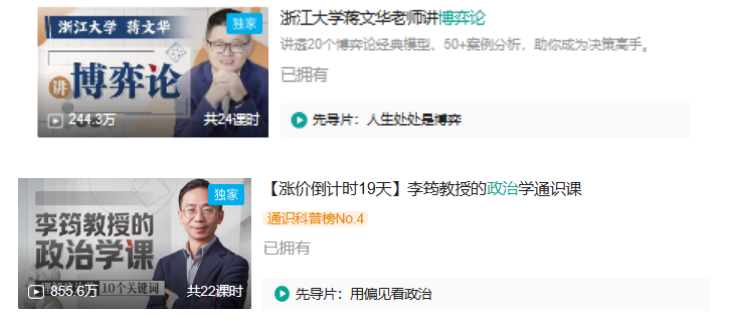 浙江大学 蒋文华
独家
讲博弈论
244.3万
共24课时
浙江大学蒋文华老师讲博弈论
讲透20个博弈论经典模型、50+案例分析，助你成为决策高手。
已拥有
先导片：人生处处是博弈
独家
李筠教授的
政治学课
10个关键词
855.6万
共22课时
【涨价倒计时19天】李筠教授的政治学通识课
通识科普榜No.4
已拥有
先导片：用偏见看政治